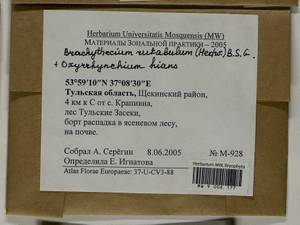 Herbarium Universitatis Mosquensis (MW)
МАТЕРИАЛЫ ЗОНАЛЬНОЙ ПРАКТИКИ – 2005
Brachythecium rutabulum (Hedw.) B.S.G.
+ Oxyrrhynchium hians
53°59'10"N 37°08'30"E
Тульская область, Щекинский район,
4 км к С от с. Крапивна,
лес Тульские Засеки,
борт распадка в ясеневом лесу,
на почве.
№ М-928
Собрал А. Серёгин 8.06.2005
Определила Е. Игнатова
Atlas Florae Europaeae: 37-U-CV3-88
Herbarium MW, Bryophyta